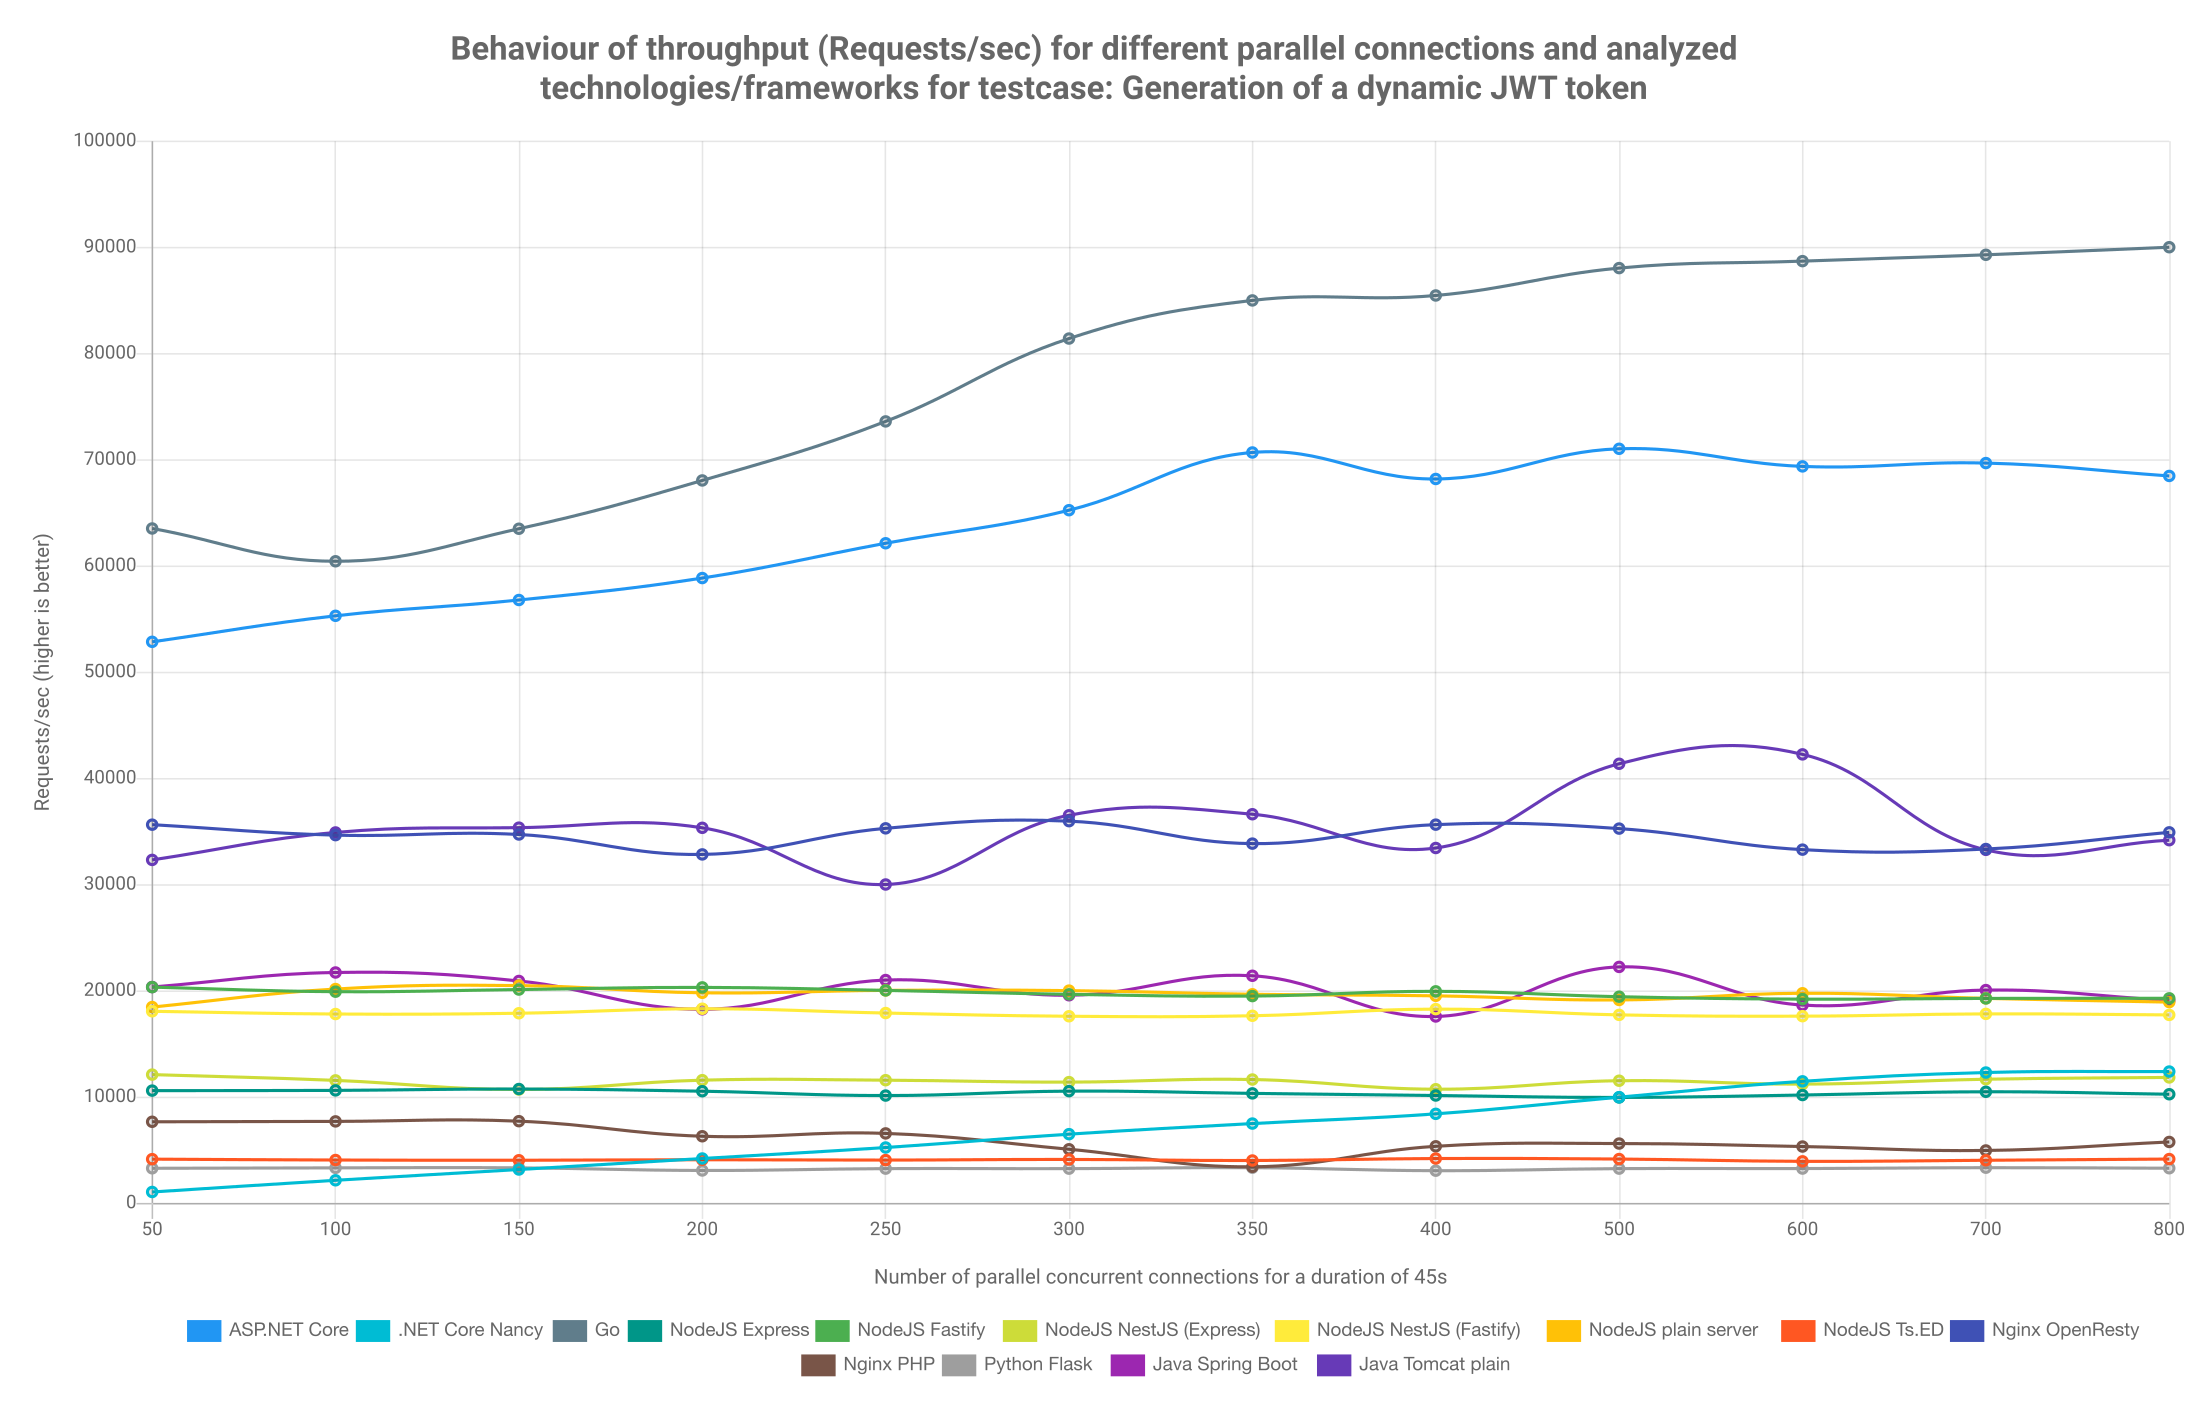 Behaviour of throughput (Requests/sec) for different parallel connections and analyzed
technologies/frameworks for testcase: Generation of a dynamic JWT token
100000
90000
80000
70000
60000
50000
40000
30000
20000
10000
0
Requests/sec (higher is better)
50 100 150 200 250 300 350 400 500 600 700 800
Number of parallel concurrent connections for a duration of 45s
ASP.NET Core .NET Core Nancy Go NodeJS Express NodeJS Fastify NodeJS NestJS (Express) NodeJS NestJS (Fastify) NodeJS plain server NodeJS Ts.ED Nginx OpenResty
Nginx PHP Python Flask Java Spring Boot Java Tomcat plain